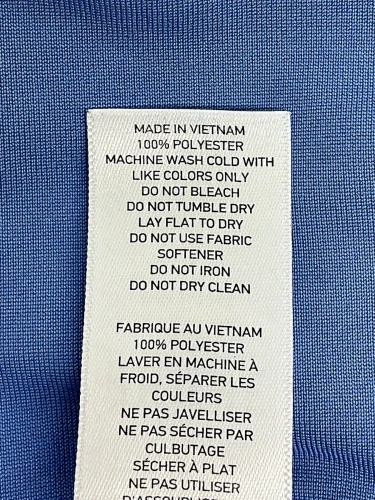 MADE IN VIETNAM
100% POLYESTER
MACHINE WASH COLD WITH
LIKE COLORS ONLY
DO NOT BLEACH
DO NOT TUMBLE DRY
LAY FLAT TO DRY
DO NOT USE FABRIC
SOFTENER
DO NOT IRON
DO NOT DRY CLEAN
FABRIQUE AU VIETNAM
100% POLYESTER
LAVER EN MACHINE À
FROID, SÉPARER LES
COULEURS
NE PAS JAVELLISER
NE PAS SÉCHER PAR
CULBUTAGE
SÉCHER À PLAT
NE PAS UTILISER